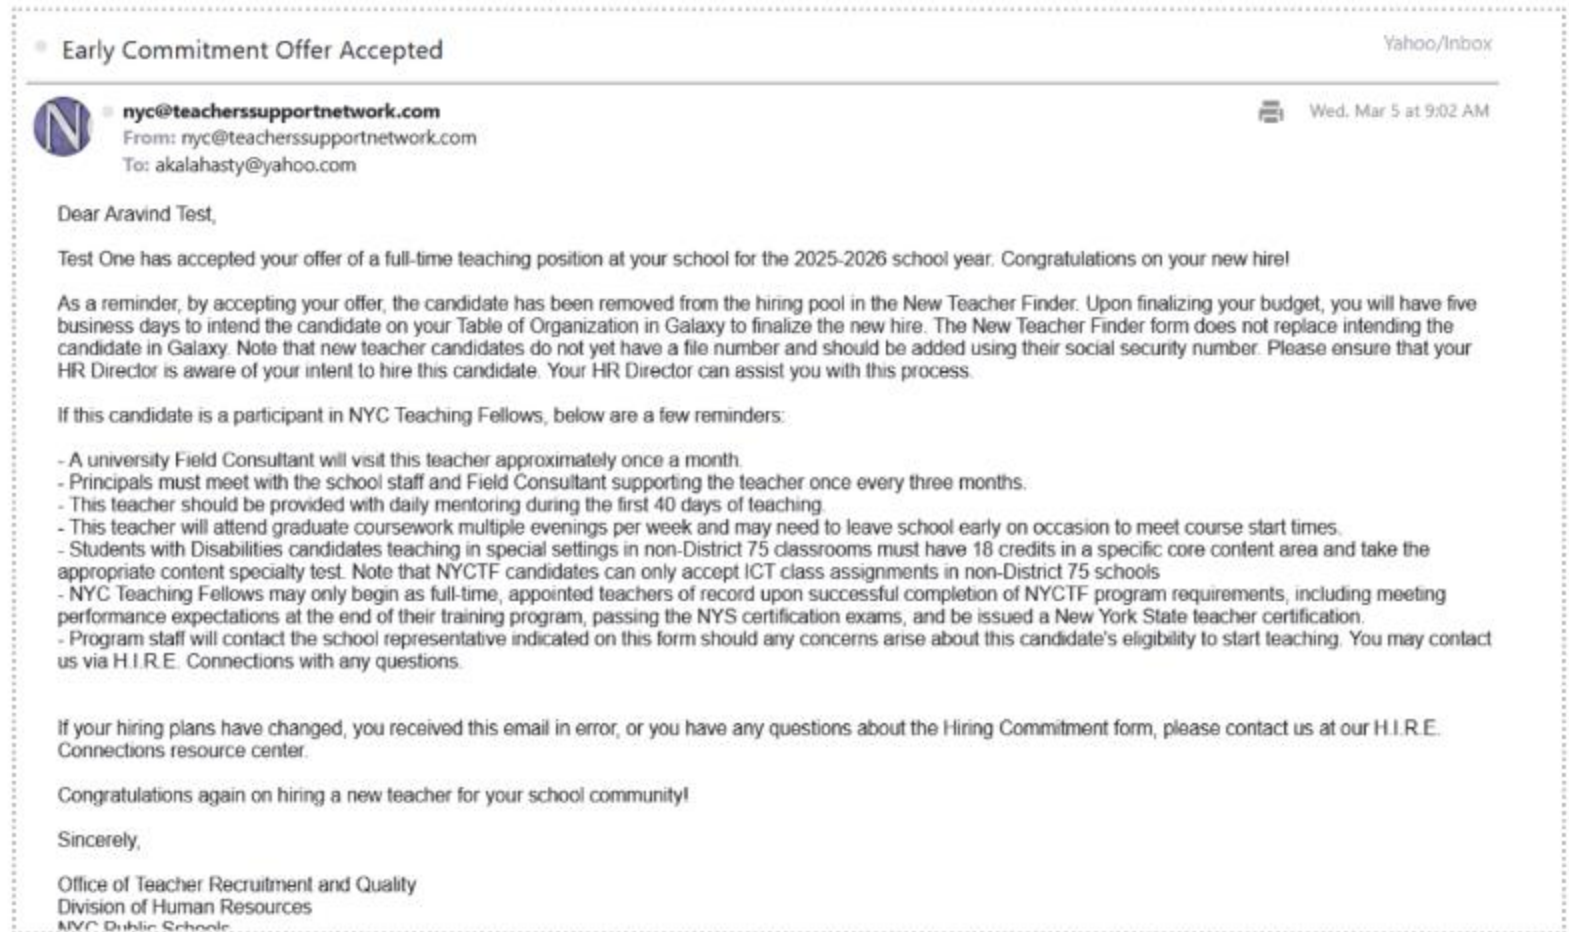 Early Commitment Offer Accepted
Yahoo/Inbox
N
nyc@teacherssupportnetwork.com
Wed. Mar 5 at 9:02 AM
From: nyc@teacherssupportnetwork.com
To: akalahasty@yahoo.com
Dear Aravind Test,
Test One has accepted your offer of a full-time teaching position at your school for the 2025-2026 school year. Congratulations on your new hire!
As a reminder, by accepting your offer, the candidate has been removed from the hiring pool in the New Teacher Finder. Upon finalizing your budget, you will have five
business days to intend the candidate on your Table of Organization in Galaxy to finalize the new hire. The New Teacher Finder form does not replace intending the
candidate in Galaxy. Note that new teacher candidates do not yet have a file number and should be added using their social security number. Please ensure that your
HR Director is aware of your intent to hire this candidate. Your HR Director can assist you with this process.
If this candidate is a participant in NYC Teaching Fellows, below are a few reminders:
- A university Field Consultant will visit this teacher approximately once a month.
- Principals must meet with the school staff and Field Consultant supporting the teacher once every three months.
- This teacher should be provided with daily mentoring during the first 40 days of teaching.
- This teacher will attend graduate coursework multiple evenings per week and may need to leave school early on occasion to meet course start times.
- Students with Disabilities candidates teaching in special settings in non-District 75 classrooms must have 18 credits in a specific core content area and take the
appropriate content specialty test. Note that NYCTF candidates can only accept ICT class assignments in non-District 75 schools
- NYC Teaching Fellows may only begin as full-time, appointed teachers of record upon successful completion of NYCTF program requirements, including meeting
performance expectations at the end of their training program, passing the NYS certification exams, and be issued a New York State teacher certification.
- Program staff will contact the school representative indicated on this form should any concerns arise about this candidate's eligibility to start teaching. You may contact
us via H.I.R.E. Connections with any questions.
If your hiring plans have changed, you received this email in error, or you have any questions about the Hiring Commitment form, please contact us at our H.I.R.E.
Connections resource center.
Congratulations again on hiring a new teacher for your school community!
Sincerely,
Office of Teacher Recruitment and Quality
Division of Human Resources
NYC Public Schools